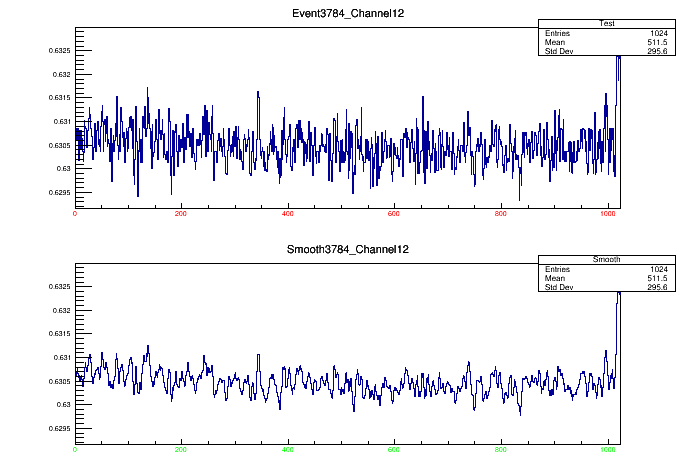 Event3784_Channel12
Test
Entries 1024
Mean 511.5
Std Dev 295.6
0.6325
0.632
0.6315
0.631
0.6305
0.63
0.6295
0 200 400 600 800 1000
Smooth3784_Channel12
Smooth
Entries 1024
Mean 511.5
Std Dev 295.6
0.6325
0.632
0.6315
0.631
0.6305
0.63
0.6295
0 200 400 600 800 1000